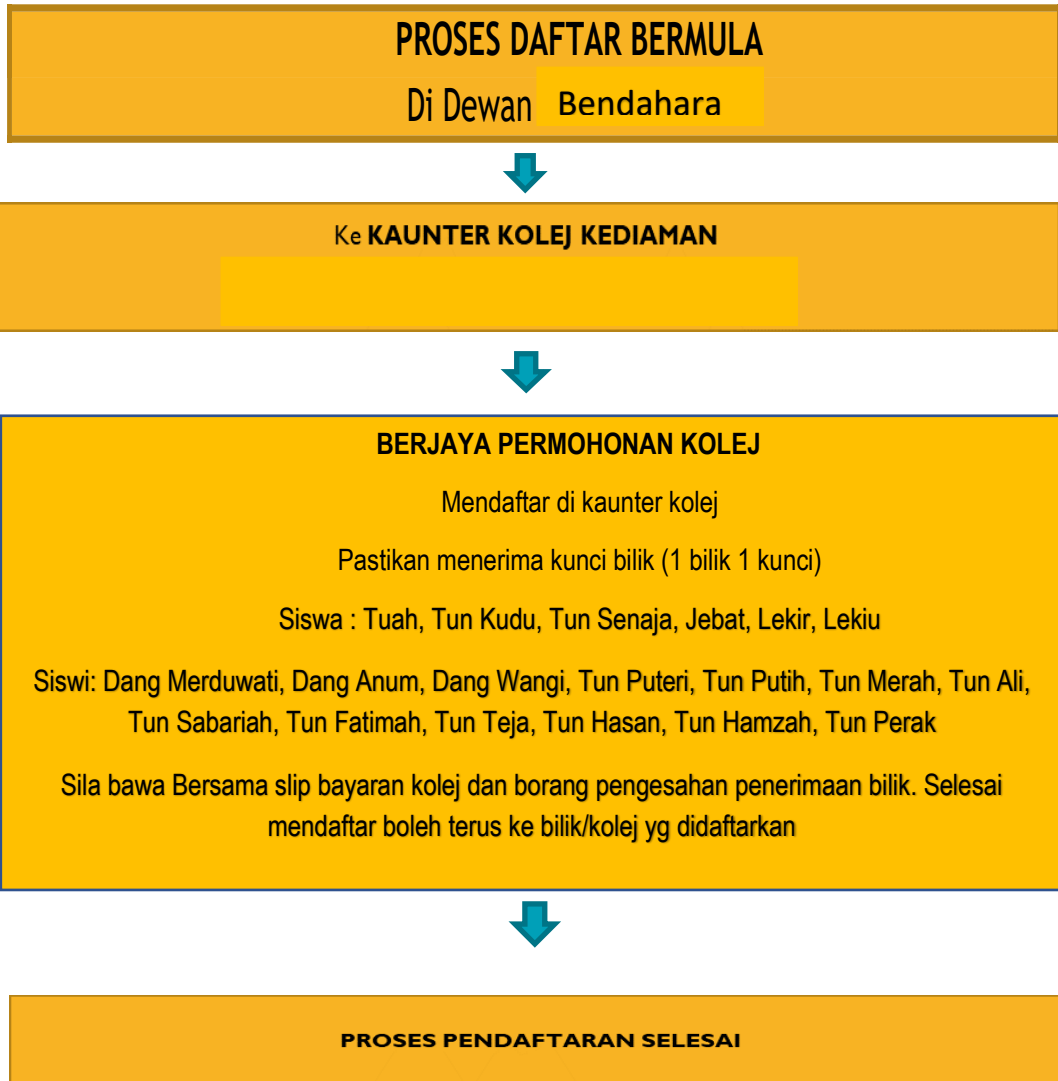 PROSES DAFTAR BERMULA
Di Dewan Bendahara
Ke KAUNTER KOLEJ KEDIAMAN
BERJAYA PERMOHONAN KOLEJ
Mendaftar di kaunter kolej
Pastikan menerima kunci bilik (1 bilik 1 kunci)
Siswa : Tuah, Tun Kudu, Tun Senaja, Jebat, Lekir, Lekiu
Siswi: Dang Merduwati, Dang Anum, Dang Wangi, Tun Puteri, Tun Putih, Tun Merah, Tun Ali,
Tun Sabariah, Tun Fatimah, Tun Teja, Tun Hasan, Tun Hamzah, Tun Perak
Sila bawa Bersama slip bayaran kolej dan borang pengesahan penerimaan bilik. Selesai
mendaftar boleh terus ke bilik/kolej yg didaftarkan
PROSES PENDAFTARAN SELESAI